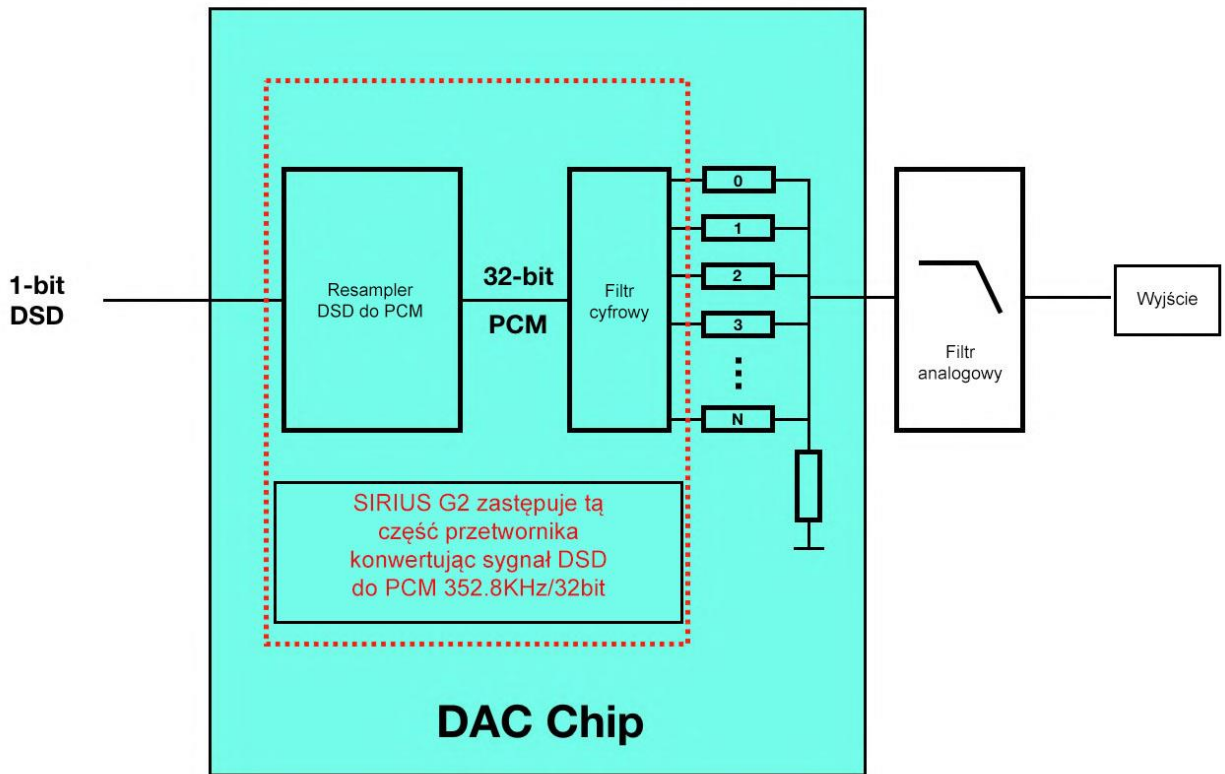 1-bit
DSD
Resampler
DSD do PCM
32-bit
PCM
Filtr
cyfrowy
0
1
2
3
N
Filtr
analogowy
Wyjście
SIRIUS G2 zastępuje tą
część przetwornika
konwertując sygnał DSD
do PCM 352.8KHz/32bit
DAC Chip